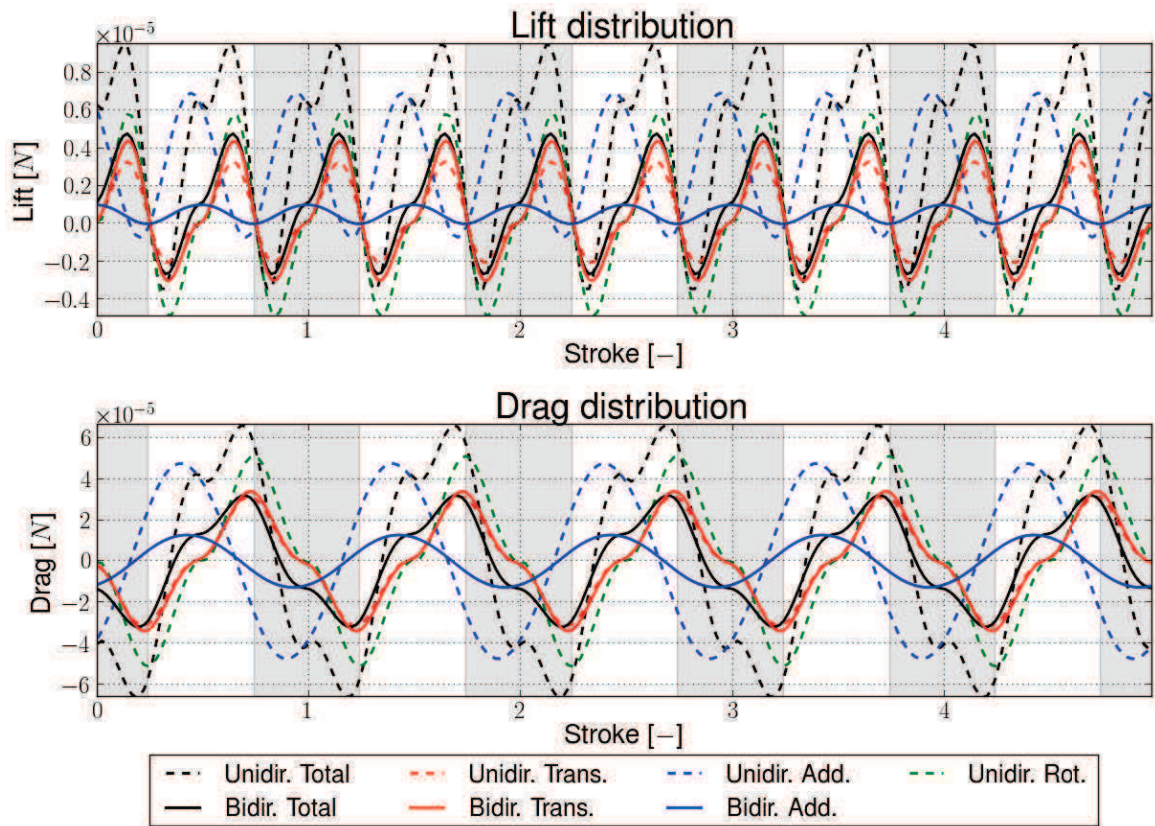 Lift distribution
×10⁻⁵
Lift [N]
0.8
0.6
0.4
0.2
0.0
−0.2
−0.4
0 1 2 3 4
Stroke [−]
Drag distribution
×10⁻⁵
Drag [N]
6
4
2
0
−2
−4
−6
0 1 2 3 4
Stroke [−]
Unidir. Total Unidir. Trans. Unidir. Add. Unidir. Rot.
Bidir. Total Bidir. Trans. Bidir. Add.